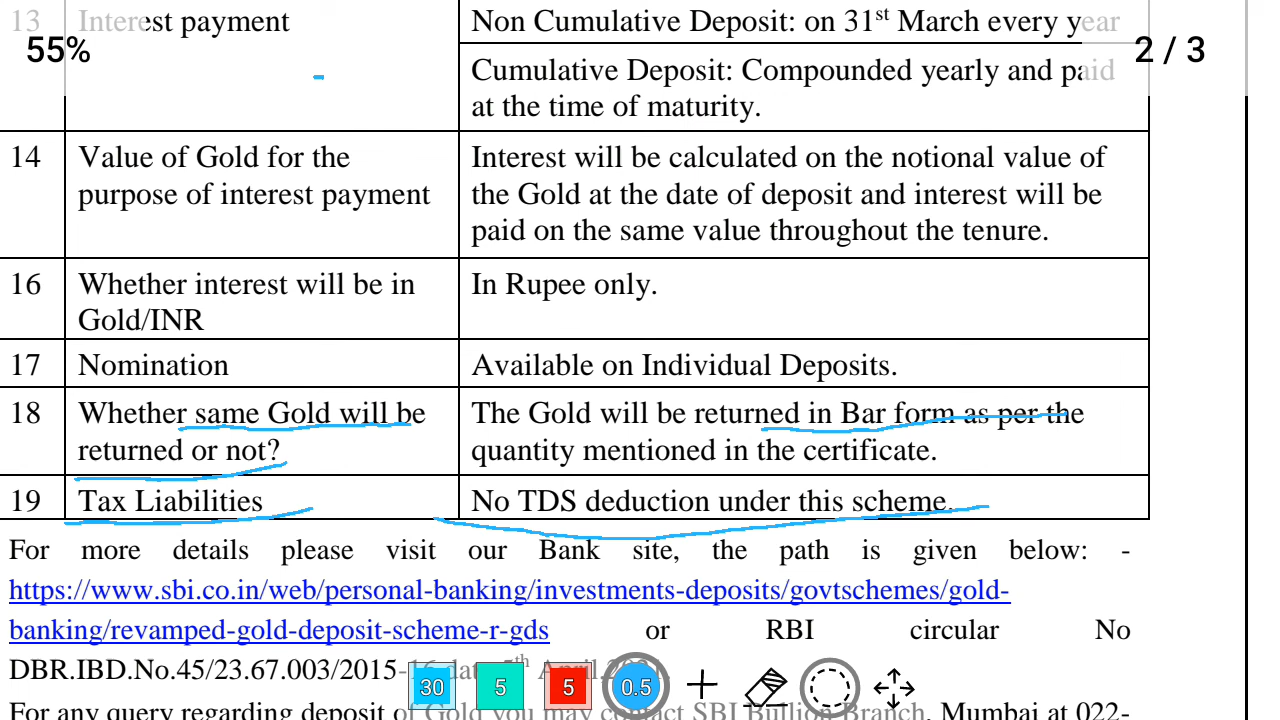 13 Interest payment Non Cumulative Deposit: on 31st March every year
55% 2 / 3
Cumulative Deposit: Compounded yearly and paid
at the time of maturity.
14 Value of Gold for the Interest will be calculated on the notional value of
purpose of interest payment the Gold at the date of deposit and interest will be
paid on the same value throughout the tenure.
16 Whether interest will be in In Rupee only.
Gold/INR
17 Nomination Available on Individual Deposits.
18 Whether same Gold will be The Gold will be returned in Bar form as per the
returned or not? quantity mentioned in the certificate.
19 Tax Liabilities No TDS deduction under this scheme.
For more details please visit our Bank site, the path is given below: -
https://www.sbi.co.in/web/personal-banking/investments-deposits/govtschemes/gold-
banking/revamped-gold-deposit-scheme-r-gds or RBI circular No
DBR.IBD.No.45/23.67.003/2015-16 5th April
30 5 5 0.5
For any query regarding deposit of Gold you may contact SBI Bullion Branch, Mumbai at 022-